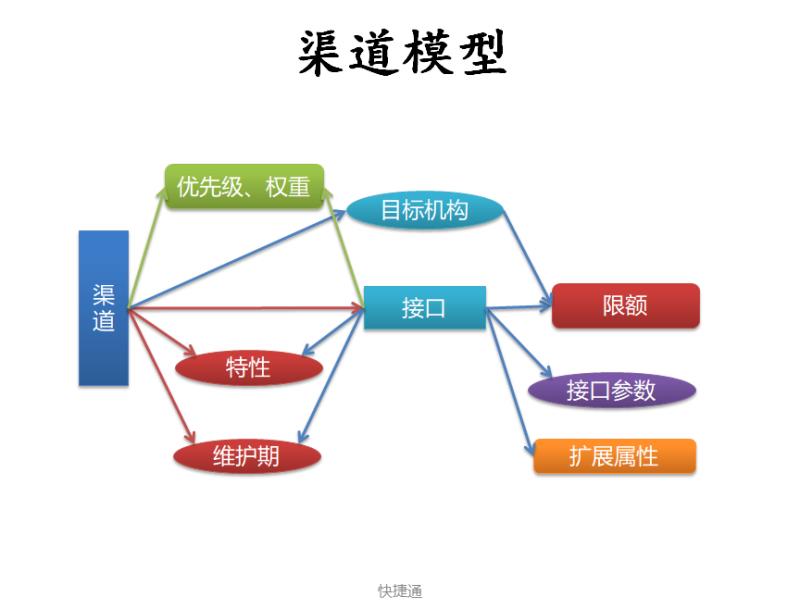 渠道模型
优先级、权重
目标机构
渠
道
接口
限额
特性
接口参数
维护期
扩展属性
快捷通